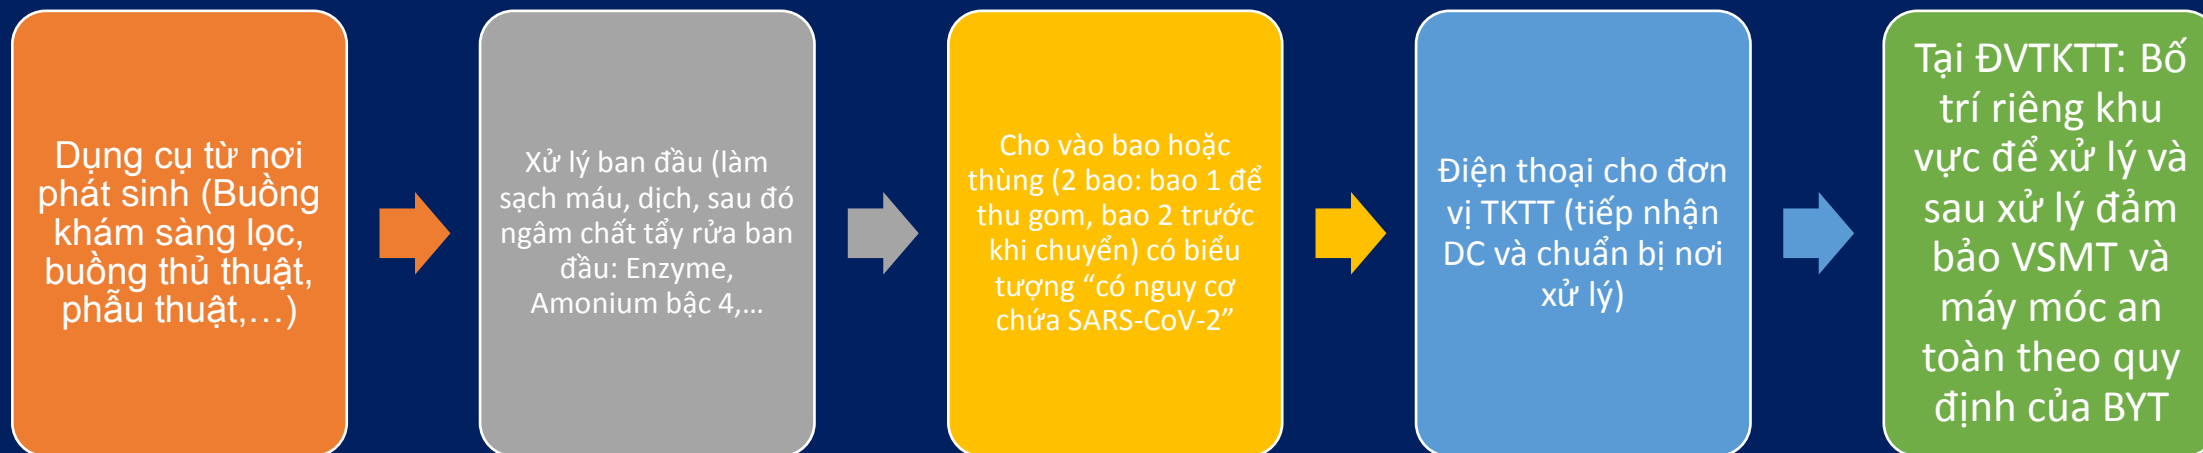 Dụng cụ từ nơi
phát sinh (Buồng
khám sàng lọc,
buồng thủ thuật,
phẫu thuật,…)
Xử lý ban đầu (làm
sạch máu, dịch, sau đó
ngâm chất tẩy rửa ban
đầu: Enzyme,
Amonium bậc 4,…
Cho vào bao hoặc
thùng (2 bao: bao 1 để
thu gom, bao 2 trước
khi chuyển) có biểu
tượng “có nguy cơ
chứa SARS-CoV-2”
Điện thoại cho đơn
vị TKTT (tiếp nhận
DC và chuẩn bị nơi
xử lý)
Tại ĐVTKTT: Bố
trí riêng khu
vực để xử lý và
sau xử lý đảm
bảo VSMT và
máy móc an
toàn theo quy
định của BYT